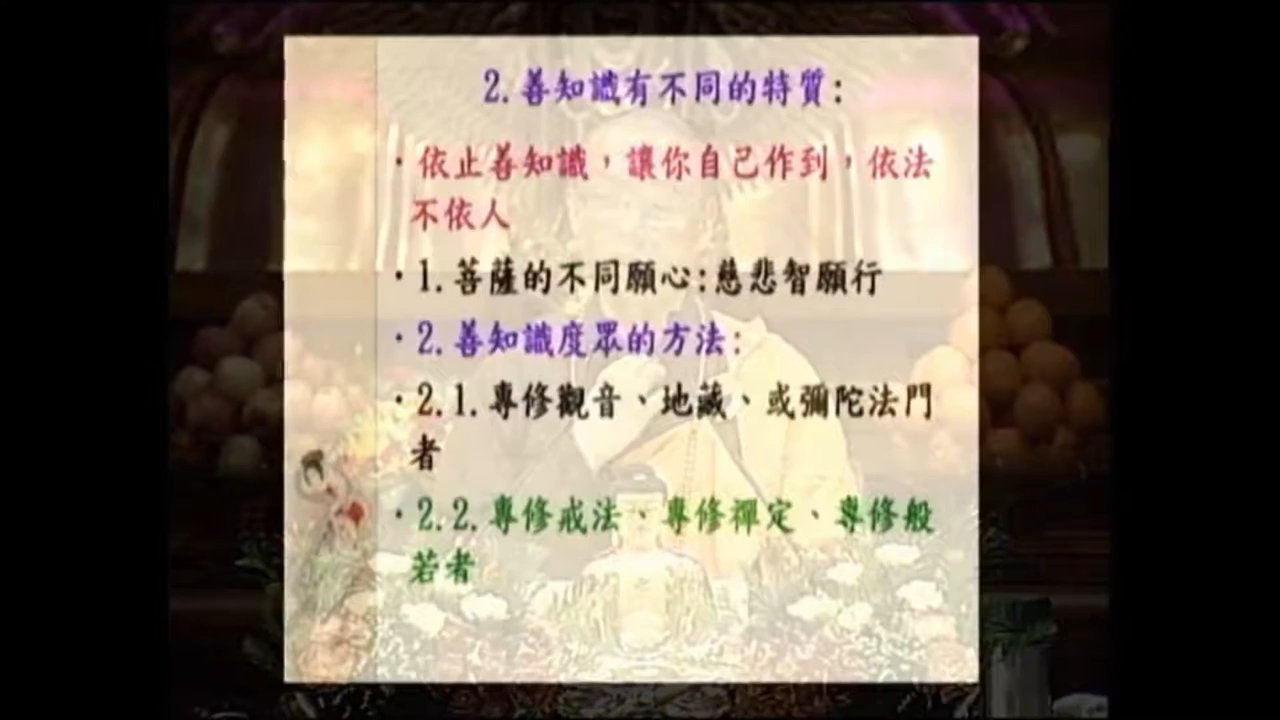 2.善知識有不同的特質:
·依止善知識，讓你自己作到，依法
不依人
·1.菩薩的不同願心:慈悲智願行
·2.善知識度眾的方法:
·2.1.專修觀音、地藏、或彌陀法門
者
·2.2.專修戒法、專修禪定、專修般
若者